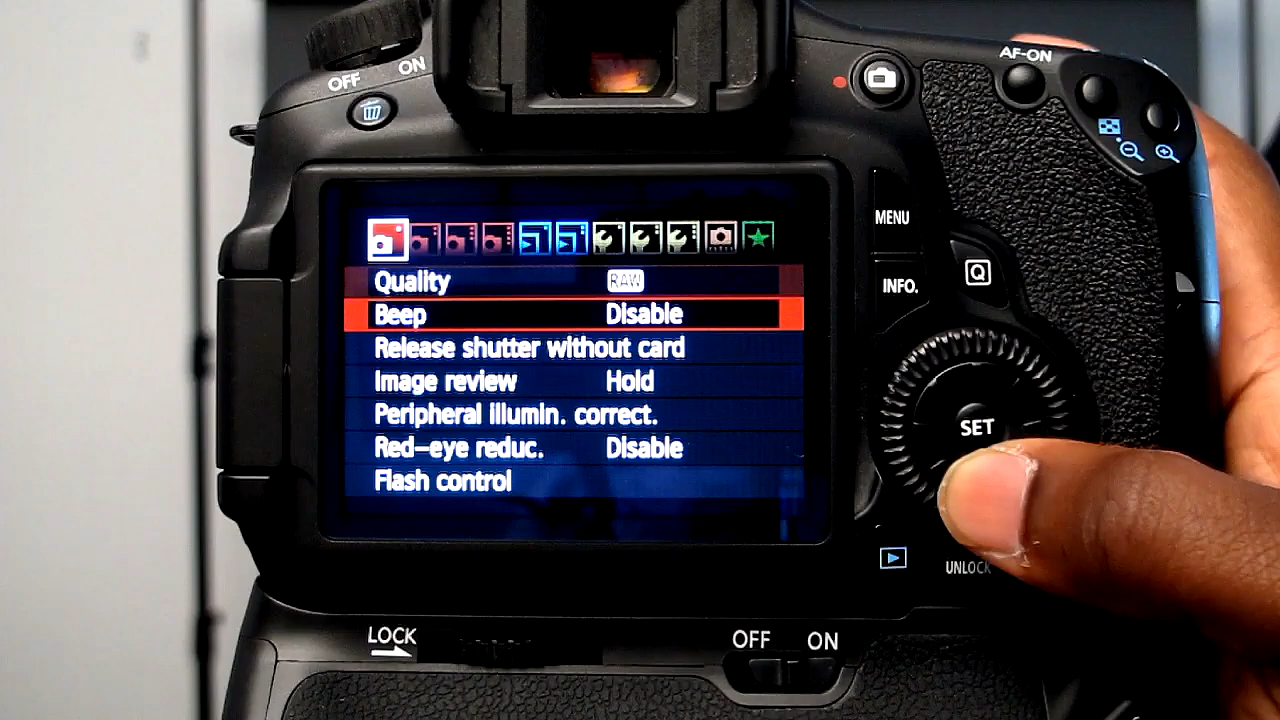 OFF ON
AF-ON
MENU
INFO.
Q
Quality RAW
Beep Disable
Release shutter without card
Image review Hold
Peripheral illumin. correct.
Red-eye reduc. Disable
Flash control
SET
UNLOCK
LOCK
OFF ON